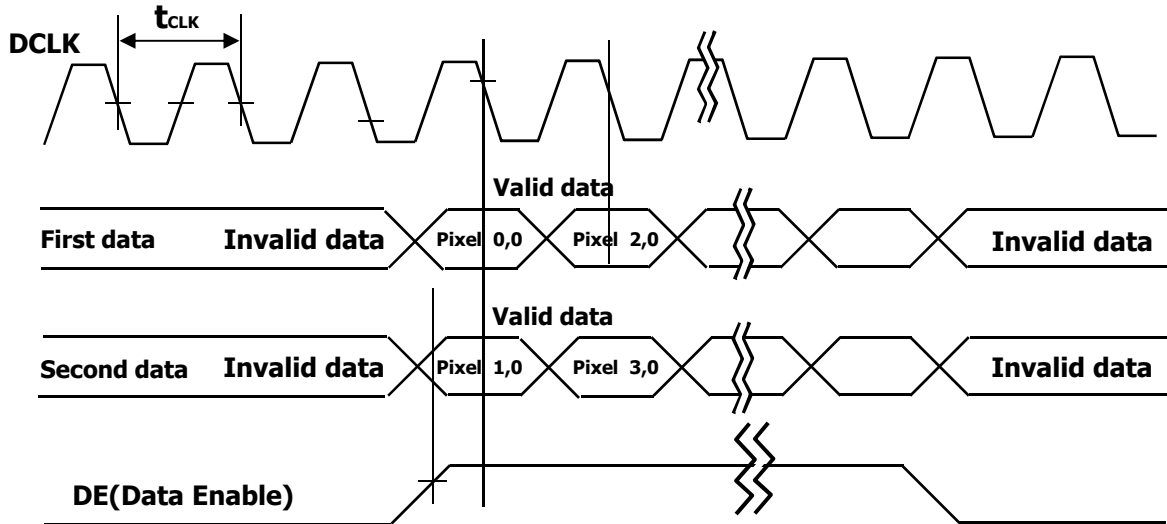 tCLK
DCLK
Valid data
First data Invalid data Pixel 0,0 Pixel 2,0 Invalid data
Valid data
Second data Invalid data Pixel 1,0 Pixel 3,0 Invalid data
DE(Data Enable)